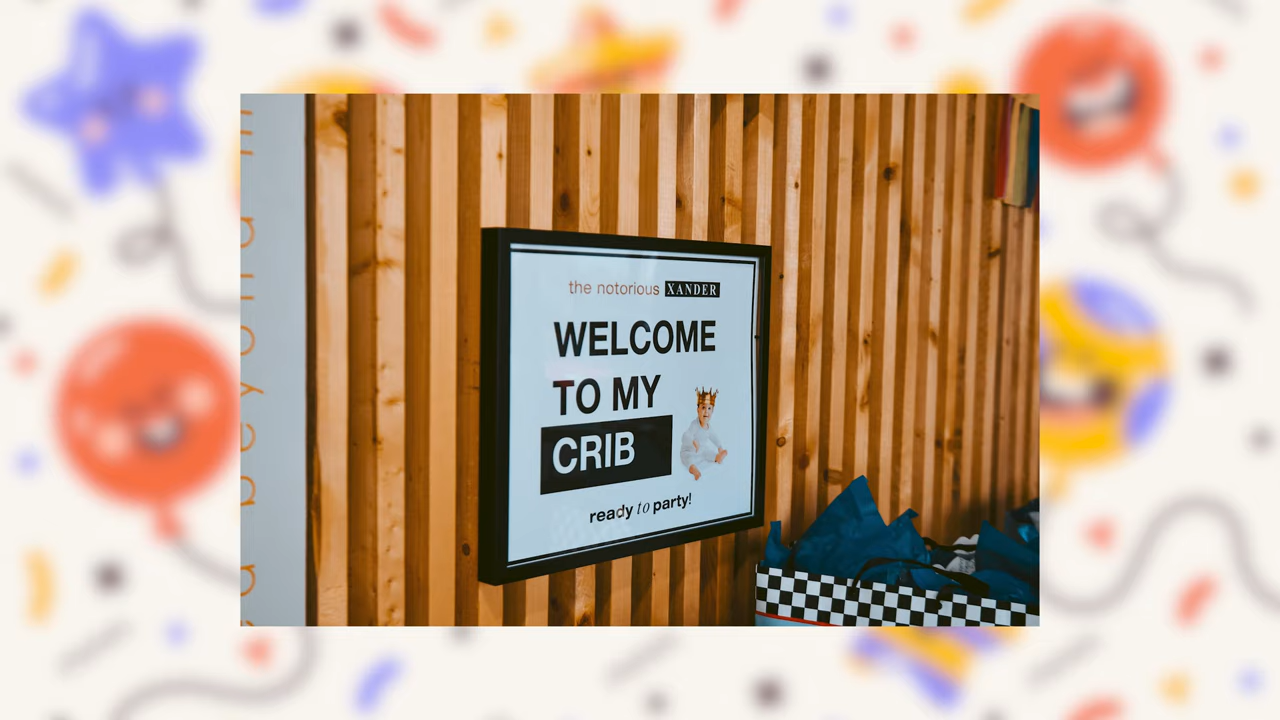 the notorious XANDER
WELCOME
TO MY
CRIB
ready to party!